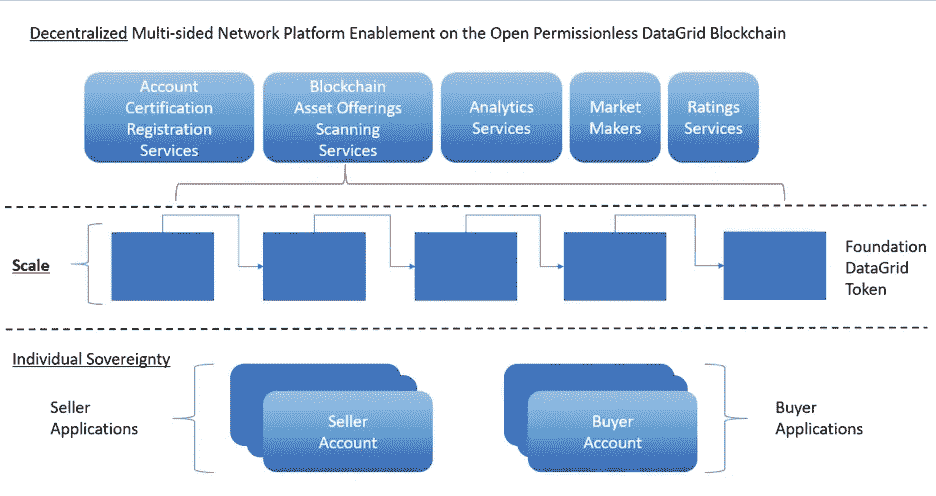 Decentralized Multi-sided Network Platform Enablement on the Open Permissionless DataGrid Blockchain
Account
Certification
Registration
Services
Blockchain
Asset Offerings
Scanning
Services
Analytics
Services
Market
Makers
Ratings
Services
Scale
Foundation
DataGrid
Token
Individual Sovereignty
Seller
Applications
Seller
Account
Buyer
Account
Buyer
Applications